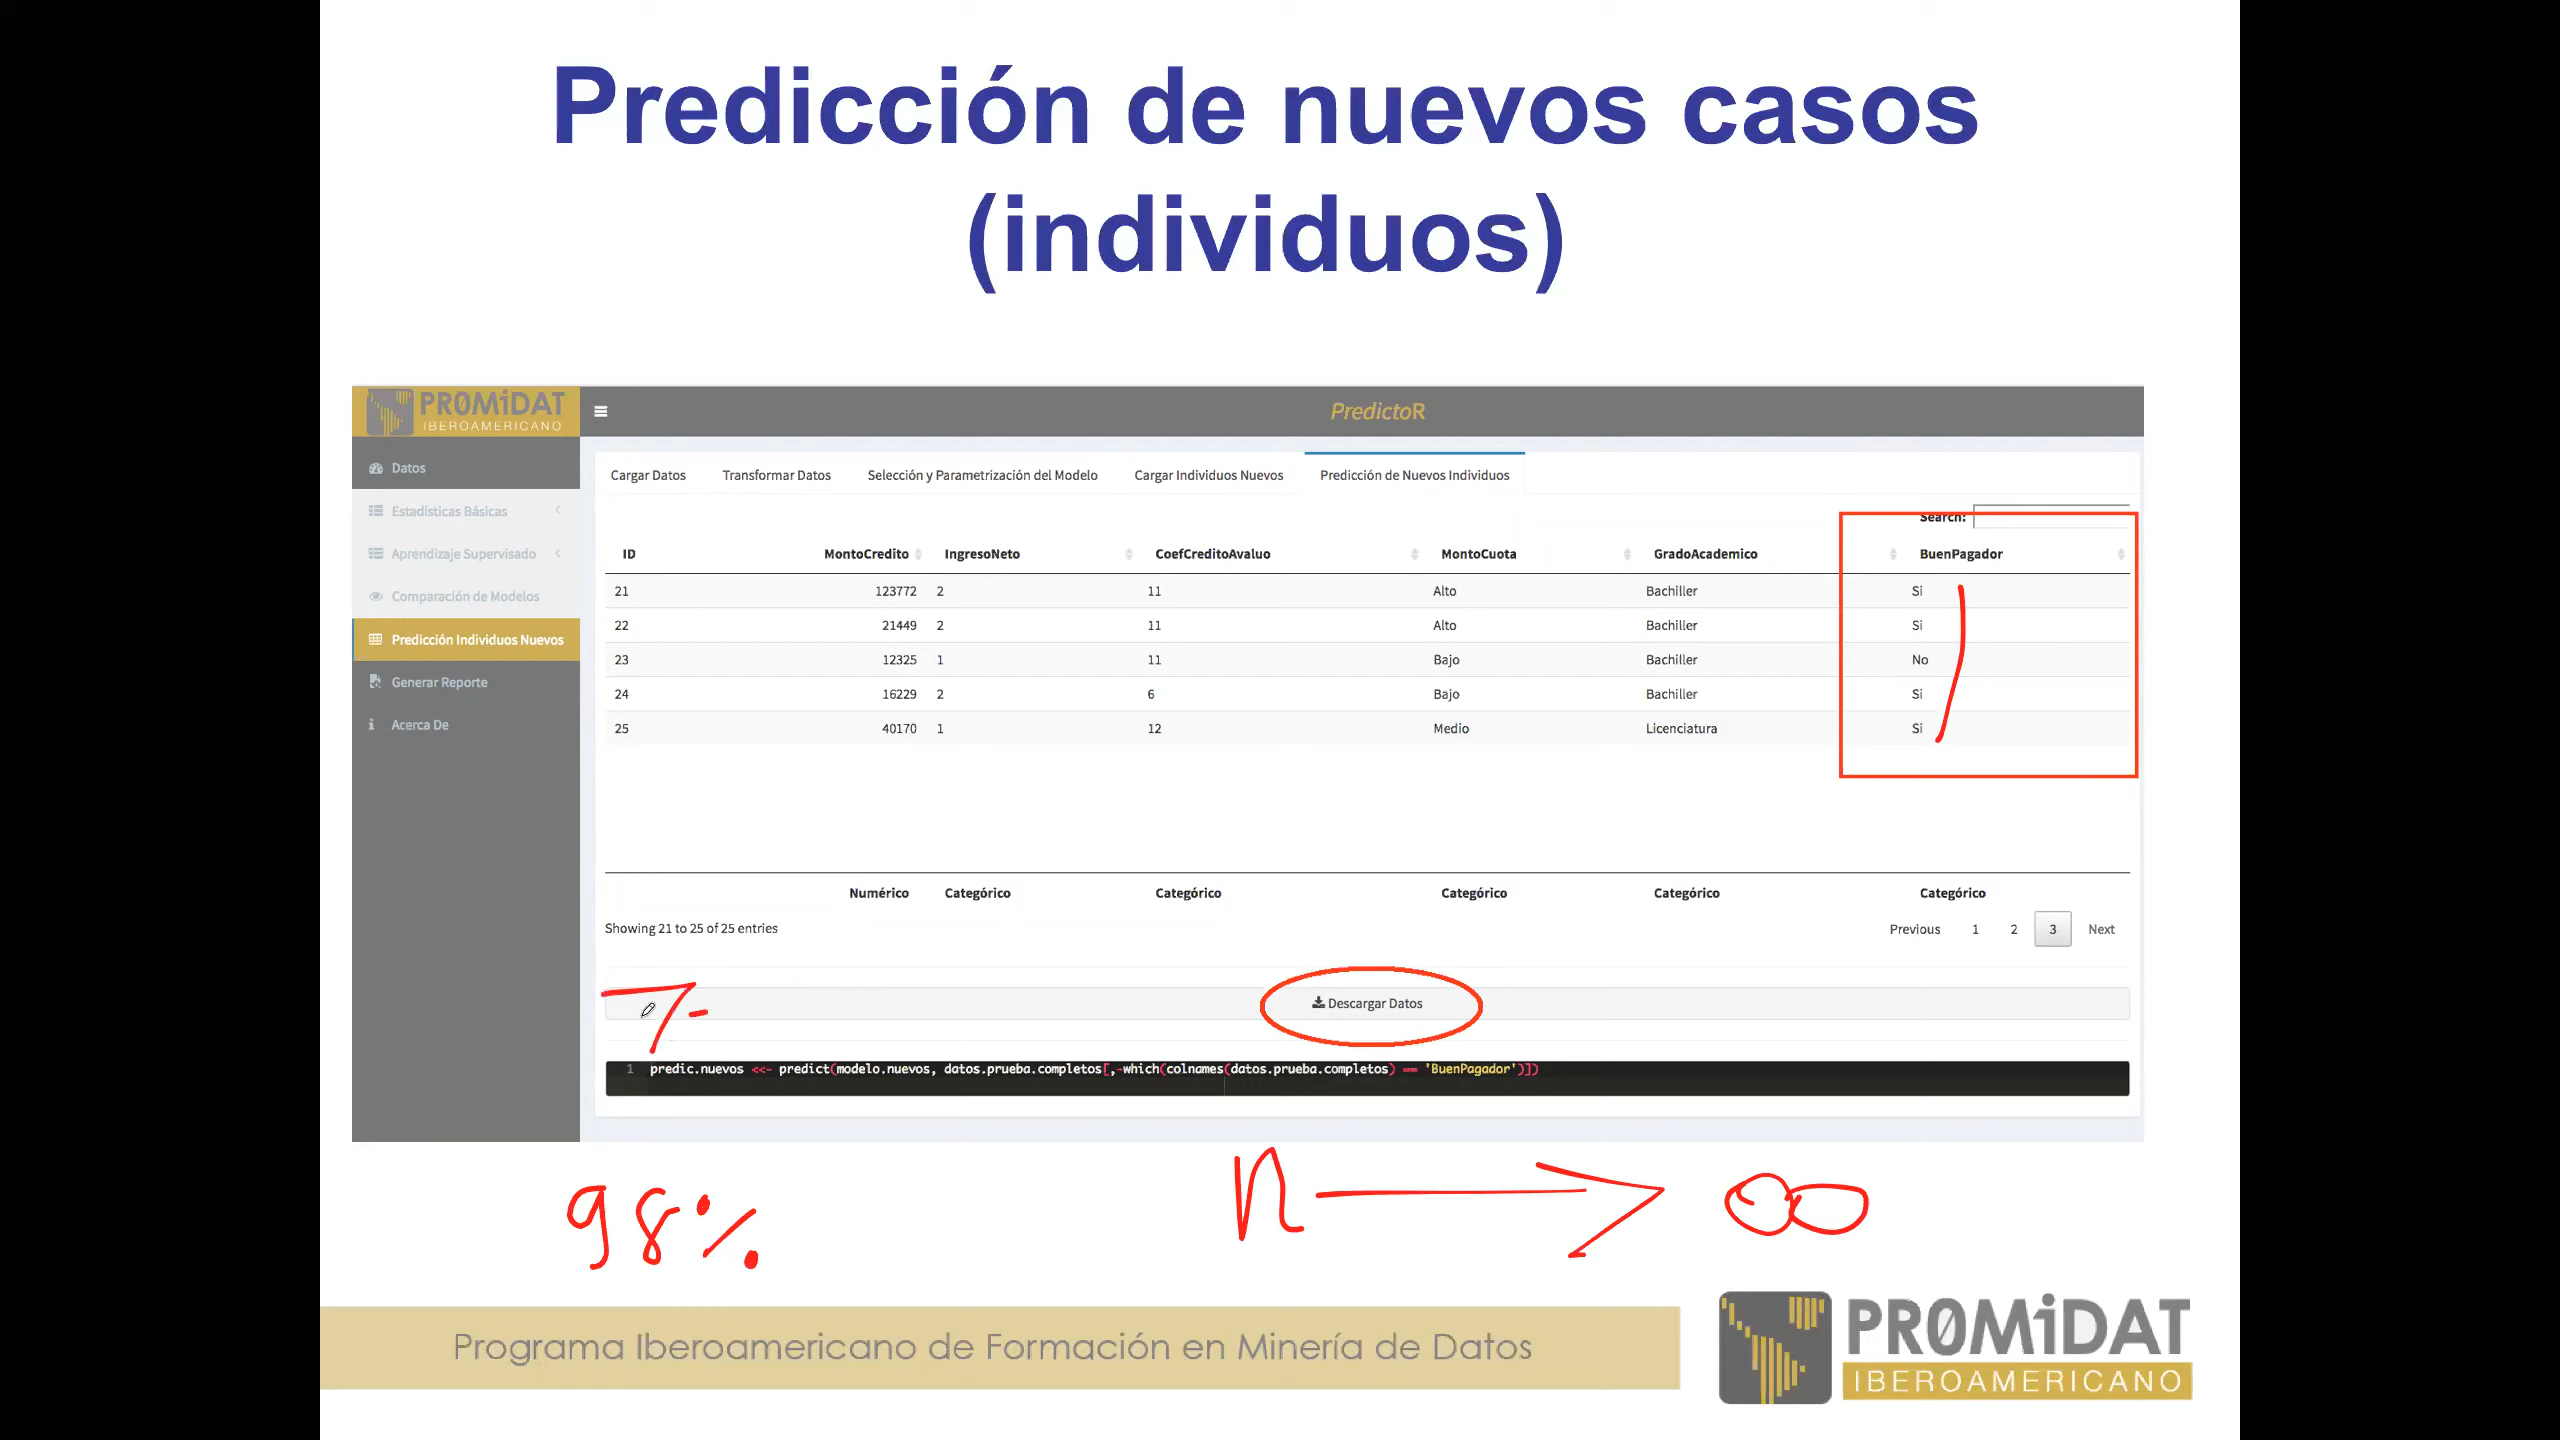 Predicción de nuevos casos
(individuos)
PR0MiDAT
IBEROAMERICANO
PredictoR
Datos
Estadísticas Básicas
Aprendizaje Supervisado
Comparación de Modelos
Predicción Individuos Nuevos
Generar Reporte
Acerca De
Cargar Datos Transformar Datos Selección y Parametrización del Modelo Cargar Individuos Nuevos Predicción de Nuevos Individuos
Search:
ID MontoCredito IngresoNeto CoefCreditoAvaluo MontoCuota GradoAcademico BuenPagador
21 123772 2 11 Alto Bachiller Si
22 21449 2 11 Alto Bachiller Si
23 12325 1 11 Bajo Bachiller No
24 16229 2 6 Bajo Bachiller Si
25 40170 1 12 Medio Licenciatura Si
Numérico Categórico Categórico Categórico Categórico Categórico
Showing 21 to 25 of 25 entries
Previous 1 2 3 Next
Descargar Datos
1 predic.nuevos <<- predict(modelo.nuevos, datos.prueba.completos[,-which(colnames(datos.prueba.completos) == 'BuenPagador')])
98% n → ∞
Programa Iberoamericano de Formación en Minería de Datos
PR0MiDAT
IBEROAMERICANO